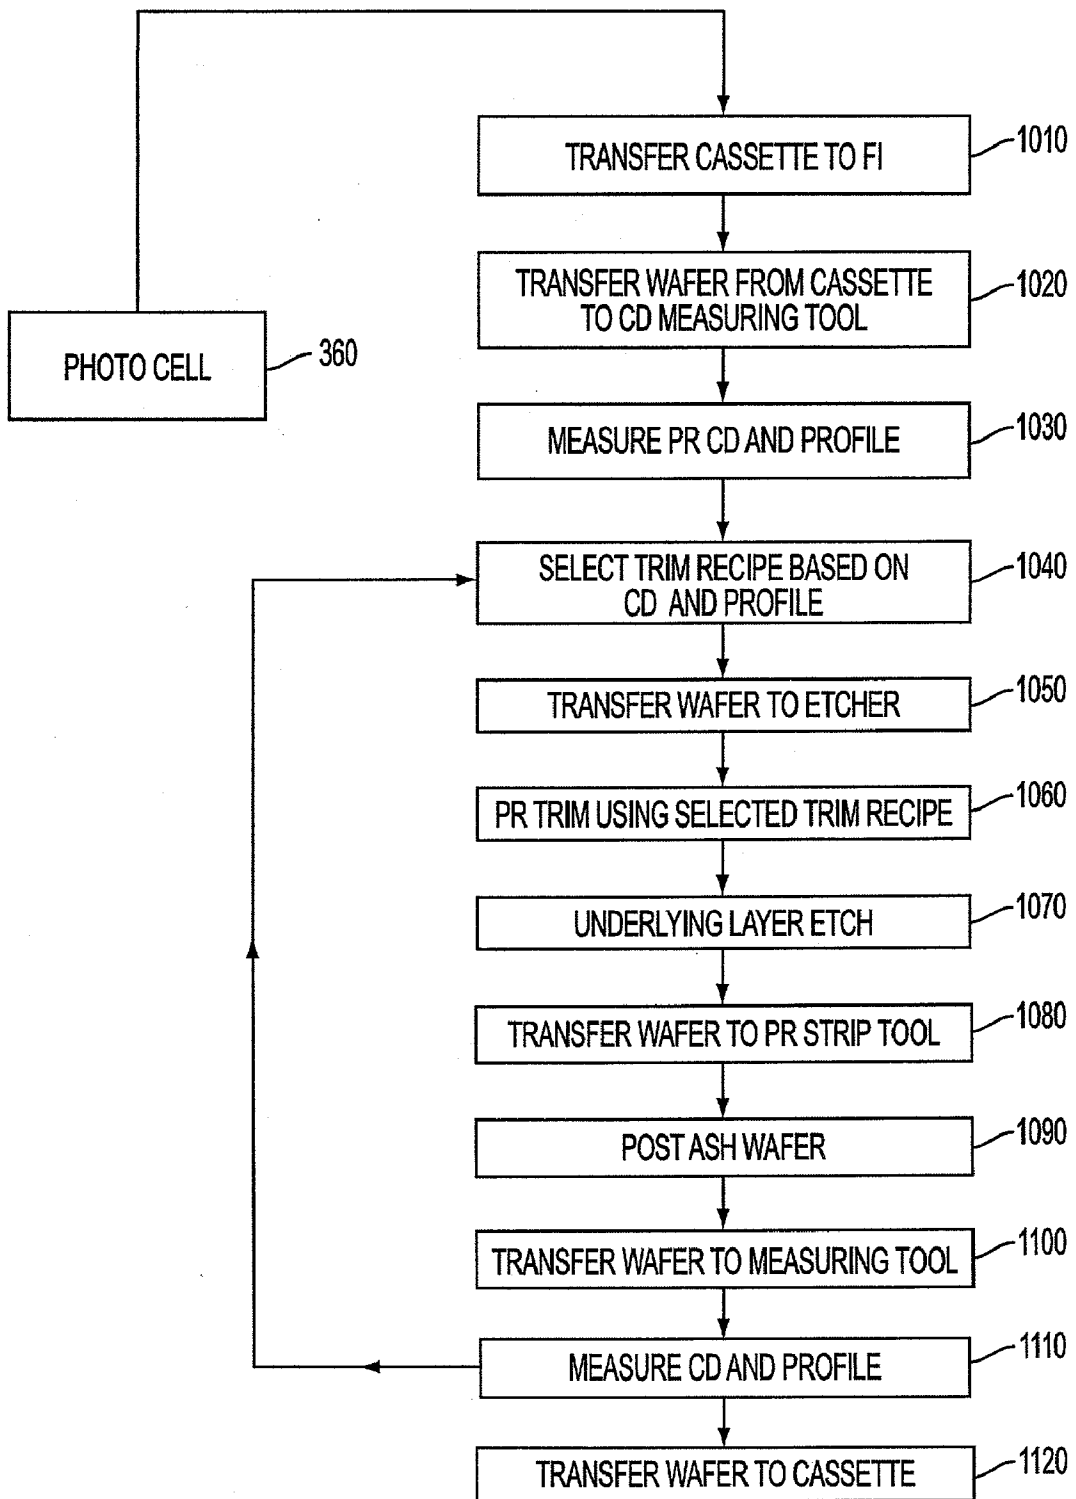 TRANSFER CASSETTE TO FI
1010
TRANSFER WAFER FROM CASSETTE
TO CD MEASURING TOOL
1020
PHOTO CELL
360
MEASURE PR CD AND PROFILE
1030
SELECT TRIM RECIPE BASED ON
CD AND PROFILE
1040
TRANSFER WAFER TO ETCHER
1050
PR TRIM USING SELECTED TRIM RECIPE
1060
UNDERLYING LAYER ETCH
1070
TRANSFER WAFER TO PR STRIP TOOL
1080
POST ASH WAFER
1090
TRANSFER WAFER TO MEASURING TOOL
1100
MEASURE CD AND PROFILE
1110
TRANSFER WAFER TO CASSETTE
1120